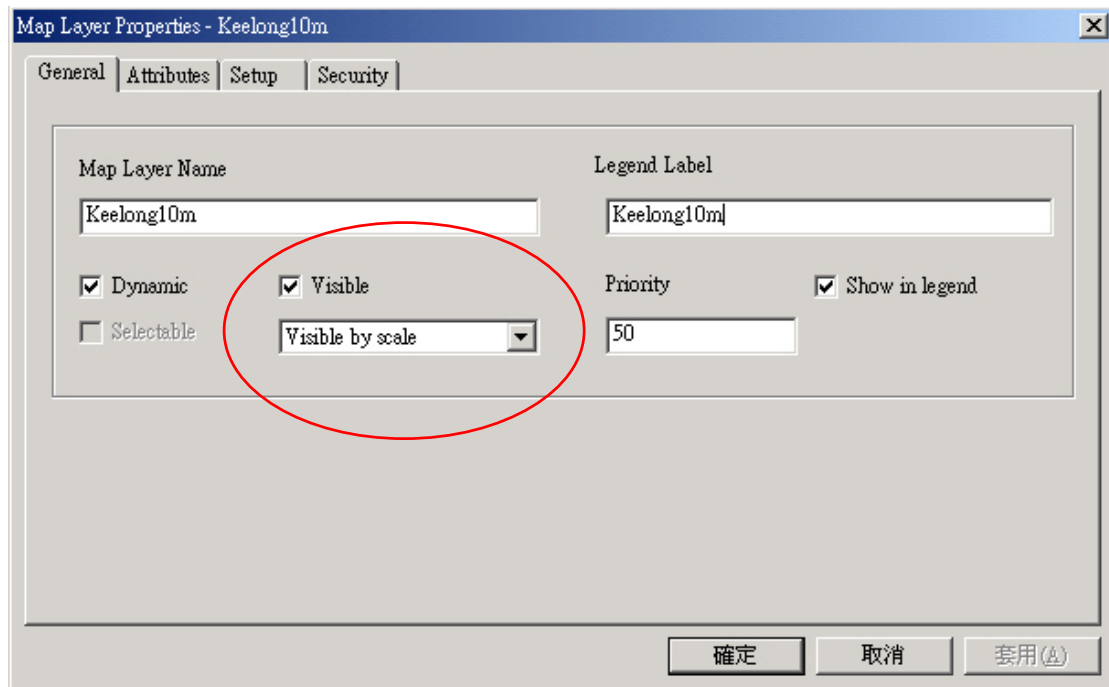 Map Layer Properties - Keelong10m
General Attributes Setup Security
Map Layer Name Legend Label
Keelong10m Keelong10m
Dynamic Visible Priority Show in legend
Selectable Visible by scale 50
確定 取消 套用(A)